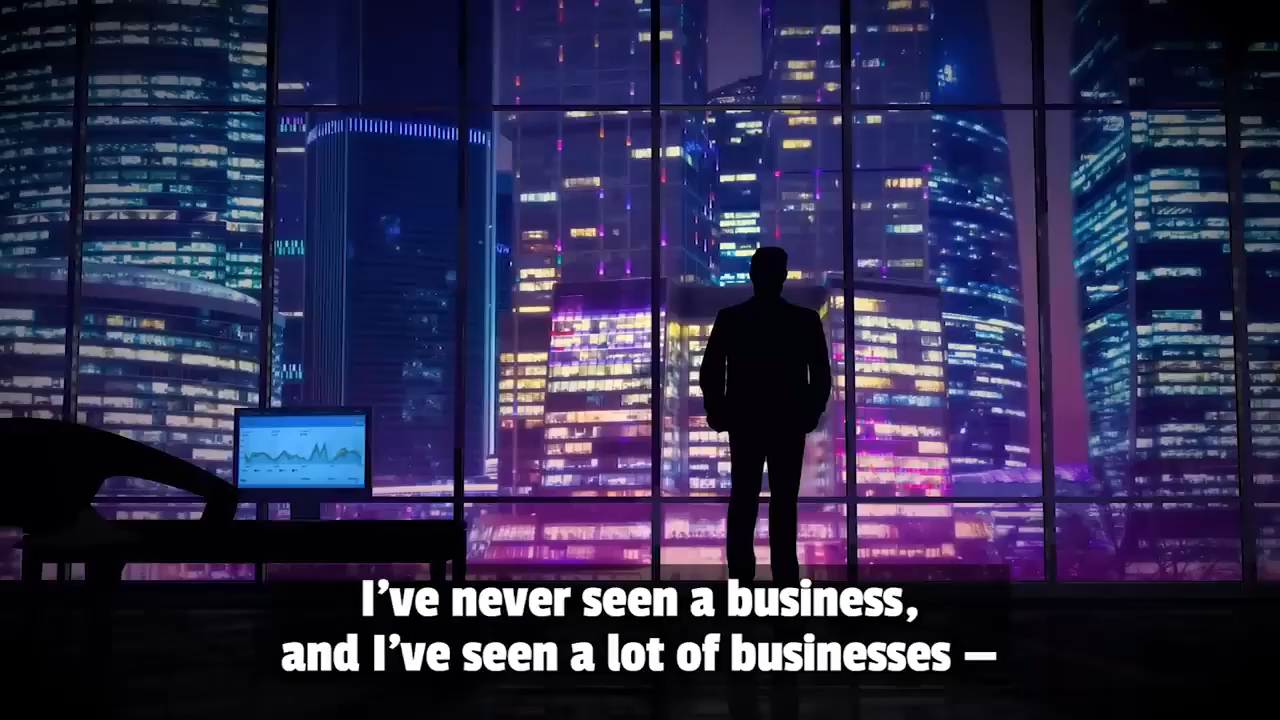 I’ve never seen a business,
and I’ve seen a lot of businesses —